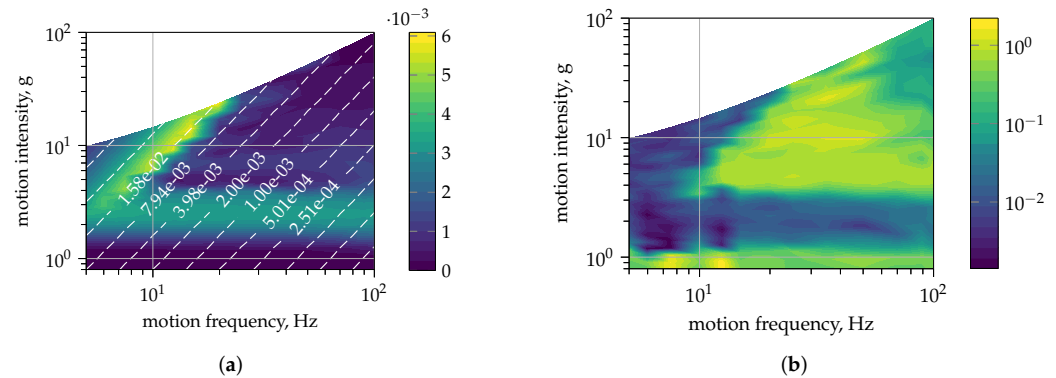 ·10⁻³
10²
10¹
10⁰
motion intensity, g
1.58e-02
7.94e-03
3.98e-03
2.00e-03
1.00e-03
5.01e-04
2.51e-04
10¹
10²
motion frequency, Hz
6
5
4
3
2
1
0
(a)
10²
10¹
10⁰
motion intensity, g
10¹
10²
motion frequency, Hz
10⁰
10⁻¹
10⁻²
(b)